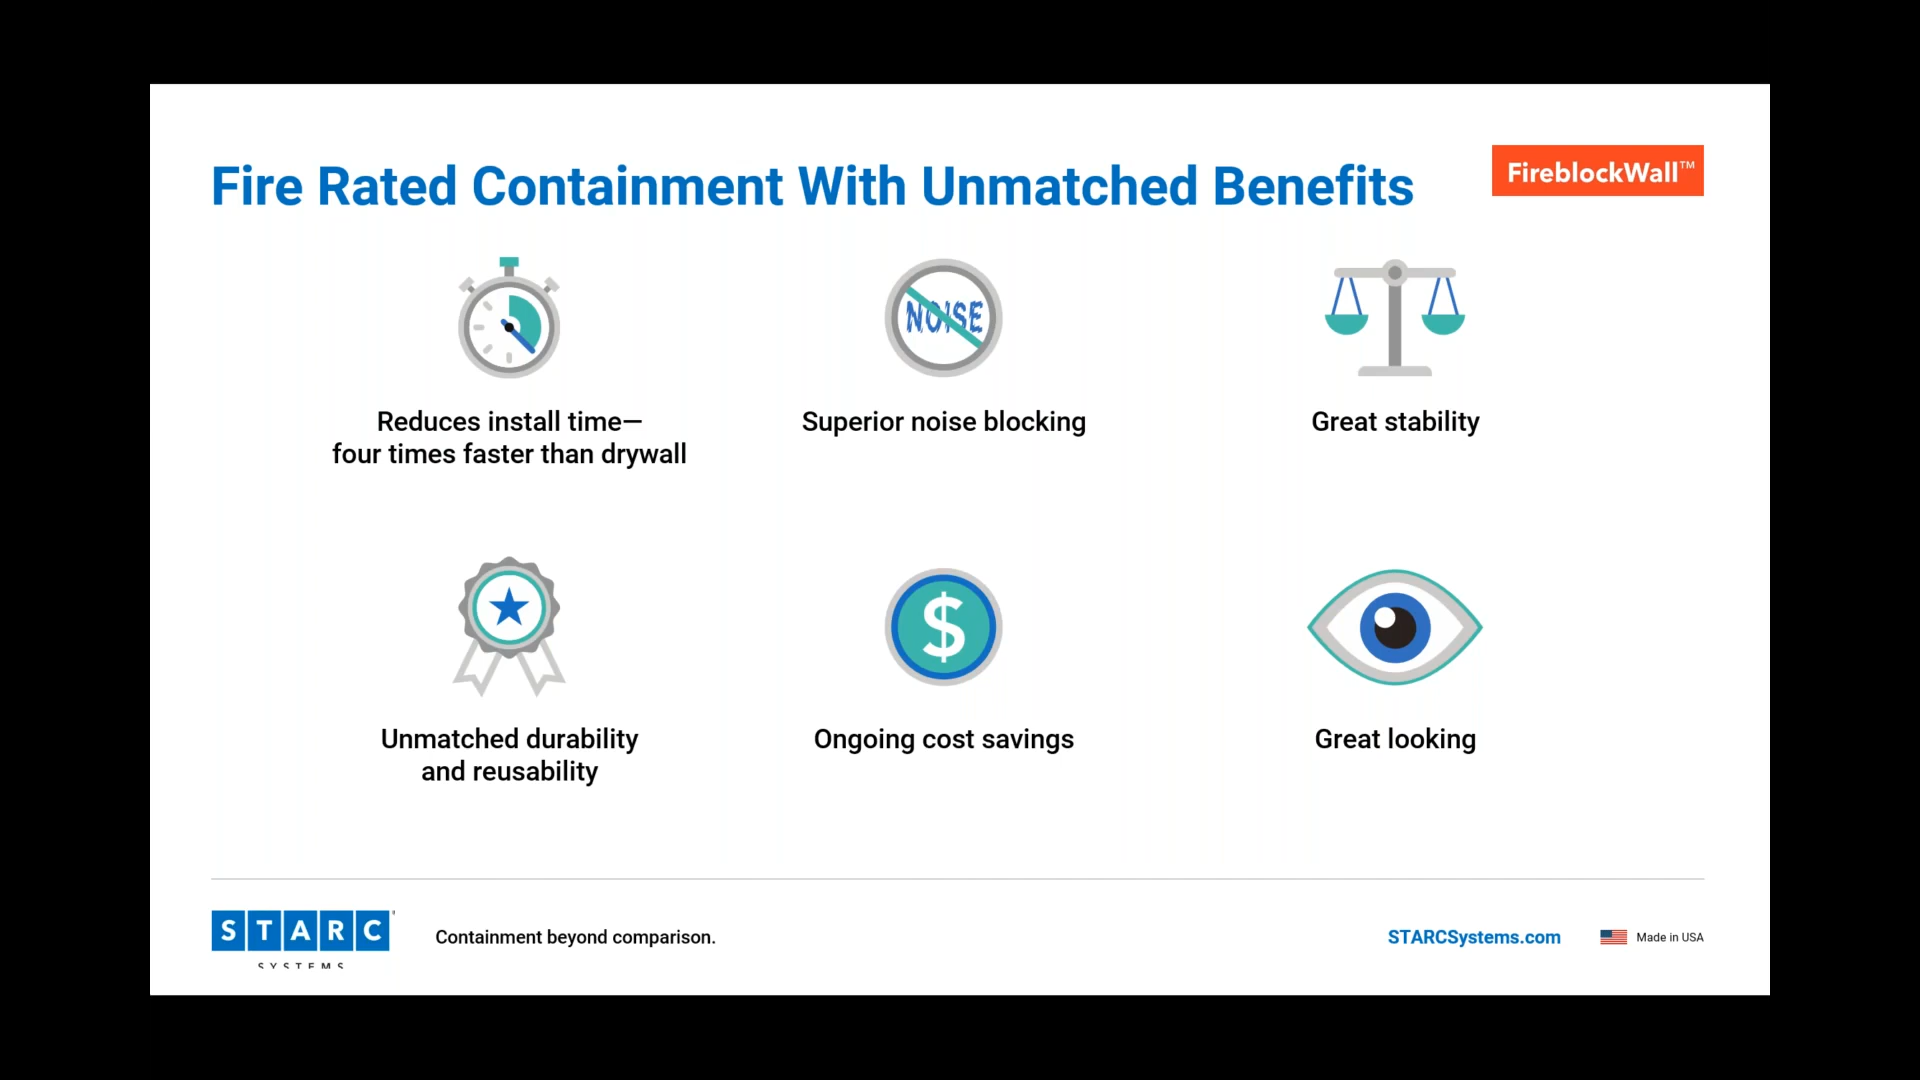 Fire Rated Containment With Unmatched Benefits
FireblockWall™
NOISE
Reduces install time—
four times faster than drywall
Superior noise blocking
Great stability
$
Unmatched durability
and reusability
Ongoing cost savings
Great looking
STARC
SYSTEMS
Containment beyond comparison.
STARCSystems.com
Made in USA